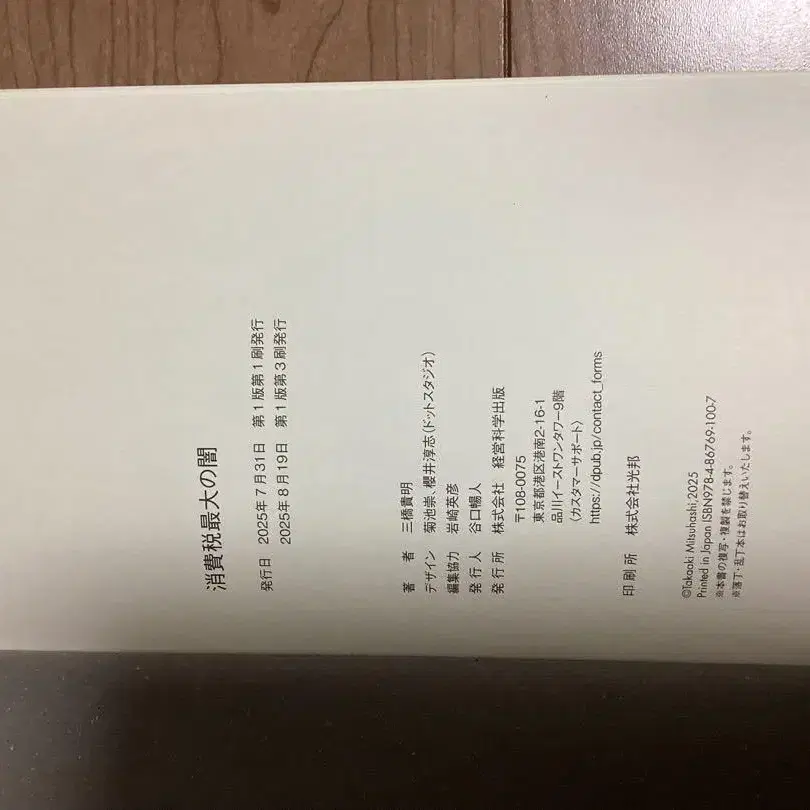 消費税最大の闇
発行日 2025年7月31日 第1版第1刷発行
2025年8月19日 第1版第3刷発行
著者 三橋貴明
デザイン 菊池崇、櫻井淳志(ドットスタジオ)
編集協力 岩崎英彦
発行人 谷口暢人
発行所 株式会社 経営科学出版
〒108-0075
東京都港区港南2-16-1
品川イーストワンタワー9階
〈カスタマーサポート〉
https://dpub.jp/contact_forms
印刷所 株式会社光邦
©Takaaki Mitsuhashi,2025
Printed in Japan ISBN978-4-86769-100-7
※本書の複写・複製を禁じます。
※落丁・乱丁本はお取り替えいたします。